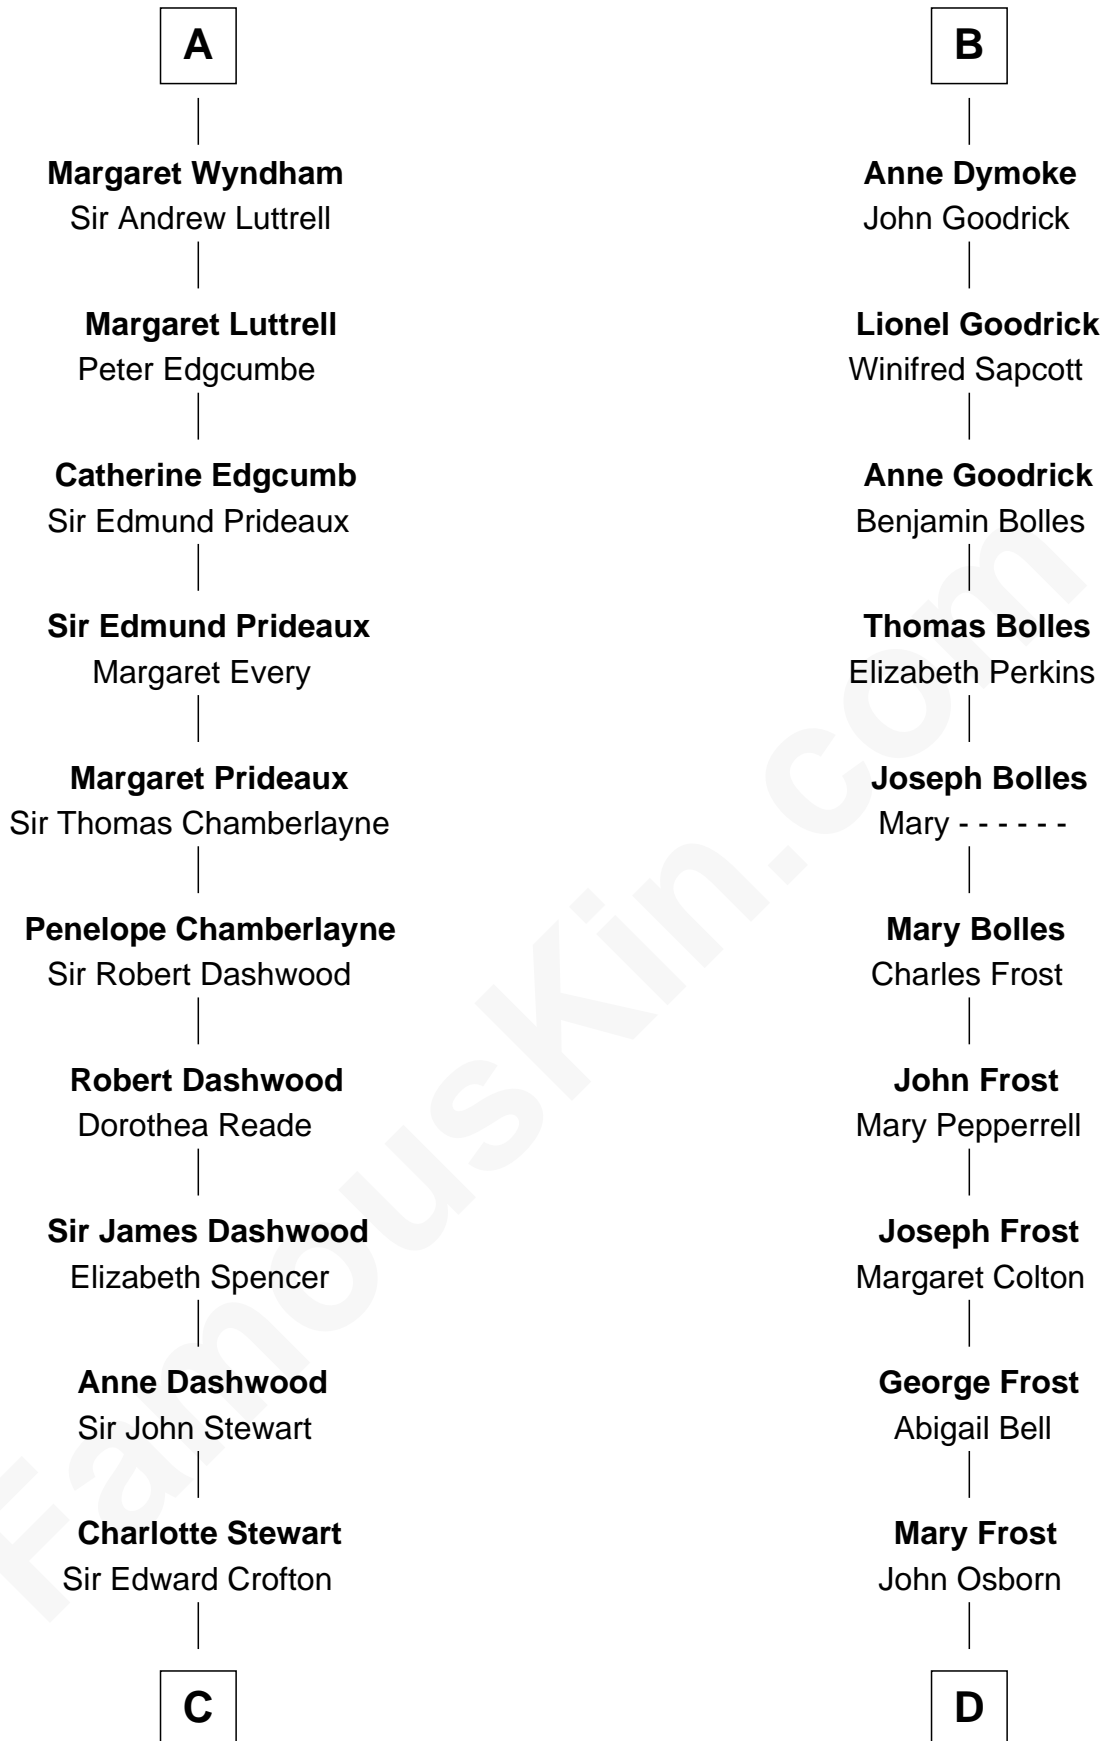 A
Margaret Wyndham
Sir Andrew Luttrell
Margaret Luttrell
Peter Edgcumbe
Catherine Edgcumb
Sir Edmund Prideaux
Sir Edmund Prideaux
Margaret Every
Margaret Prideaux
Sir Thomas Chamberlayne
Penelope Chamberlayne
Sir Robert Dashwood
Robert Dashwood
Dorothea Reade
Sir James Dashwood
Elizabeth Spencer
Anne Dashwood
Sir John Stewart
Charlotte Stewart
Sir Edward Crofton
C
B
Anne Dymoke
John Goodrick
Lionel Goodrick
Winifred Sapcott
Anne Goodrick
Benjamin Bolles
Thomas Bolles
Elizabeth Perkins
Joseph Bolles
Mary - - - - - -
Mary Bolles
Charles Frost
John Frost
Mary Pepperrell
Joseph Frost
Margaret Colton
George Frost
Abigail Bell
Mary Frost
John Osborn
D
FamousKin.com